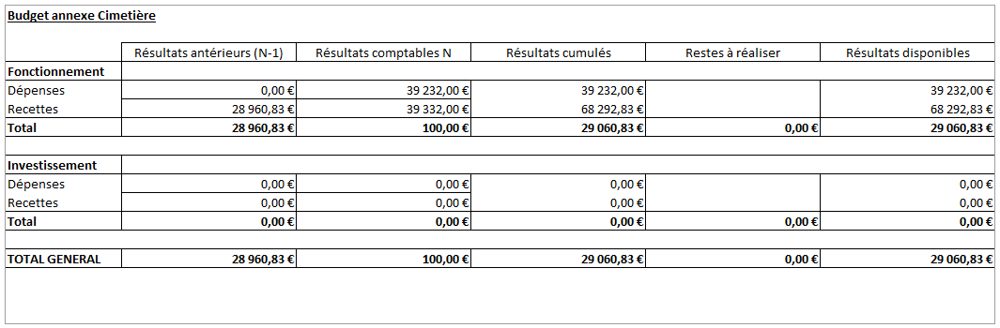 Budget annexe Cimetière
Résultats antérieurs (N-1) Résultats comptables N Résultats cumulés Restes à réaliser Résultats disponibles
Fonctionnement
Dépenses 0,00 € 39 232,00 € 39 232,00 € 39 232,00 €
Recettes 28 960,83 € 39 332,00 € 68 292,83 € 68 292,83 €
Total 28 960,83 € 100,00 € 29 060,83 € 0,00 € 29 060,83 €
Investissement
Dépenses 0,00 € 0,00 € 0,00 € 0,00 €
Recettes 0,00 € 0,00 € 0,00 € 0,00 €
Total 0,00 € 0,00 € 0,00 € 0,00 € 0,00 €
TOTAL GENERAL 28 960,83 € 100,00 € 29 060,83 € 0,00 € 29 060,83 €